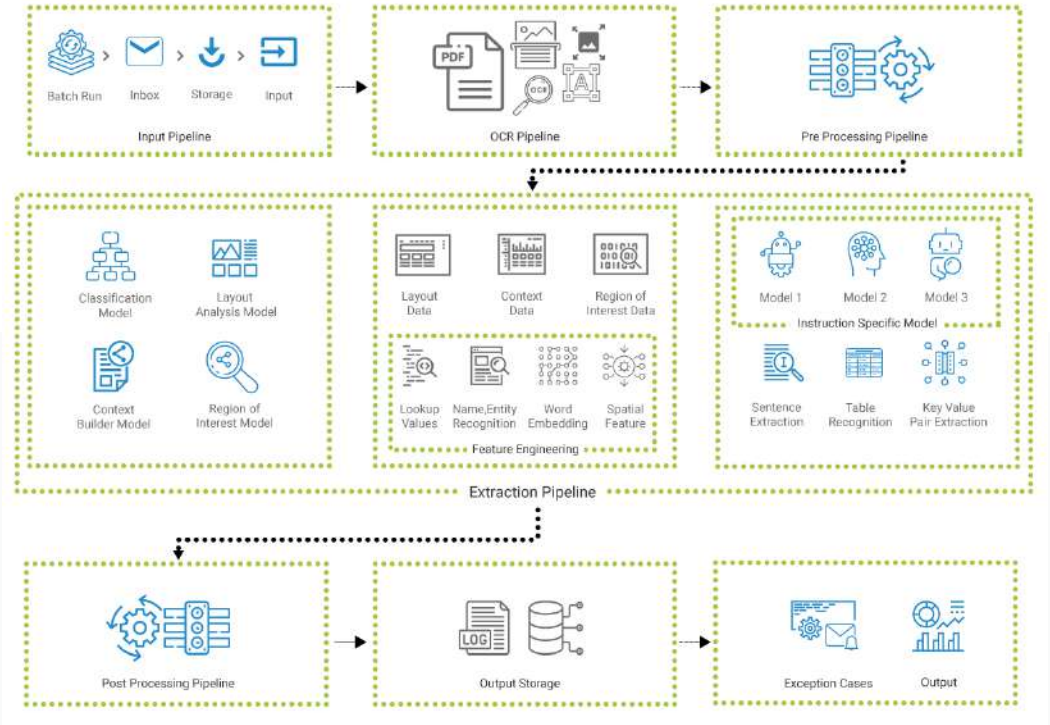 Batch Run
Inbox
Storage
Input
Input Pipeline
PDF
OCR
A
OCR Pipeline
Pre Processing Pipeline
Classification
Model
Layout
Analysis Model
Context
Builder Model
Region of
Interest Model
Layout
Data
Context
Data
Region of
Interest Data
Lookup
Values
Name,Entity
Recognition
Word
Embedding
Spatial
Feature
Feature Engineering
Model 1
Model 2
Model 3
Instruction Specific Model
Sentence
Extraction
Table
Recognition
Key Value
Pair Extraction
Extraction Pipeline
Post Processing Pipeline
LOG
Output Storage
Exception Cases
Output